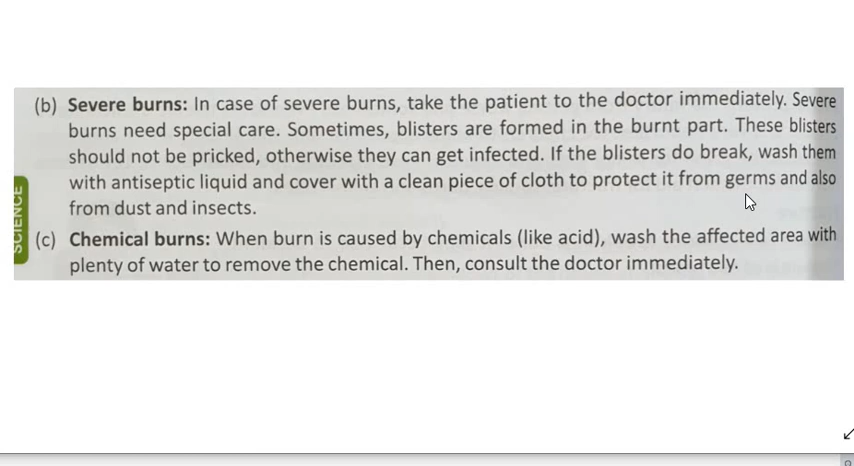 (b) Severe burns: In case of severe burns, take the patient to the doctor immediately. Severe
burns need special care. Sometimes, blisters are formed in the burnt part. These blisters
should not be pricked, otherwise they can get infected. If the blisters do break, wash them
with antiseptic liquid and cover with a clean piece of cloth to protect it from germs and also
from dust and insects.
SCIENCE
(c) Chemical burns: When burn is caused by chemicals (like acid), wash the affected area with
plenty of water to remove the chemical. Then, consult the doctor immediately.